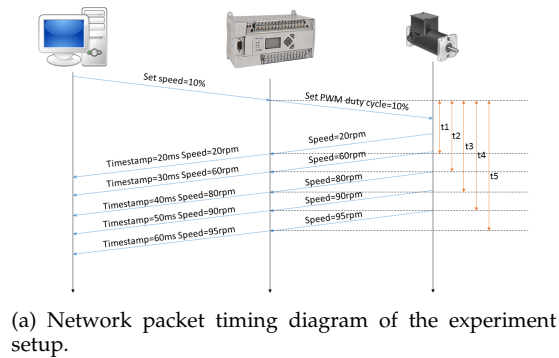 Set speed=10%
Set PWM duty cycle=10%
t1
t2
t3
t4
t5
Speed=20rpm
Timestamp=20ms Speed=20rpm
Speed=60rpm
Timestamp=30ms Speed=60rpm
Speed=80rpm
Timestamp=40ms Speed=80rpm
Speed=90rpm
Timestamp=50ms Speed=90rpm
Speed=95rpm
Timestamp=60ms Speed=95rpm
(a) Network packet timing diagram of the experiment
setup.